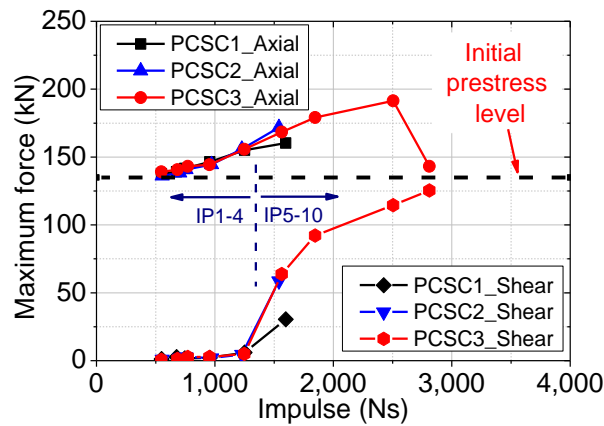 250
200
150
100
50
0
Maximum force (kN)
PCSC1_Axial
PCSC2_Axial
PCSC3_Axial
Initial
prestress
level
IP1-4
IP5-10
PCSC1_Shear
PCSC2_Shear
PCSC3_Shear
0
1,000
2,000
3,000
4,000
Impulse (Ns)